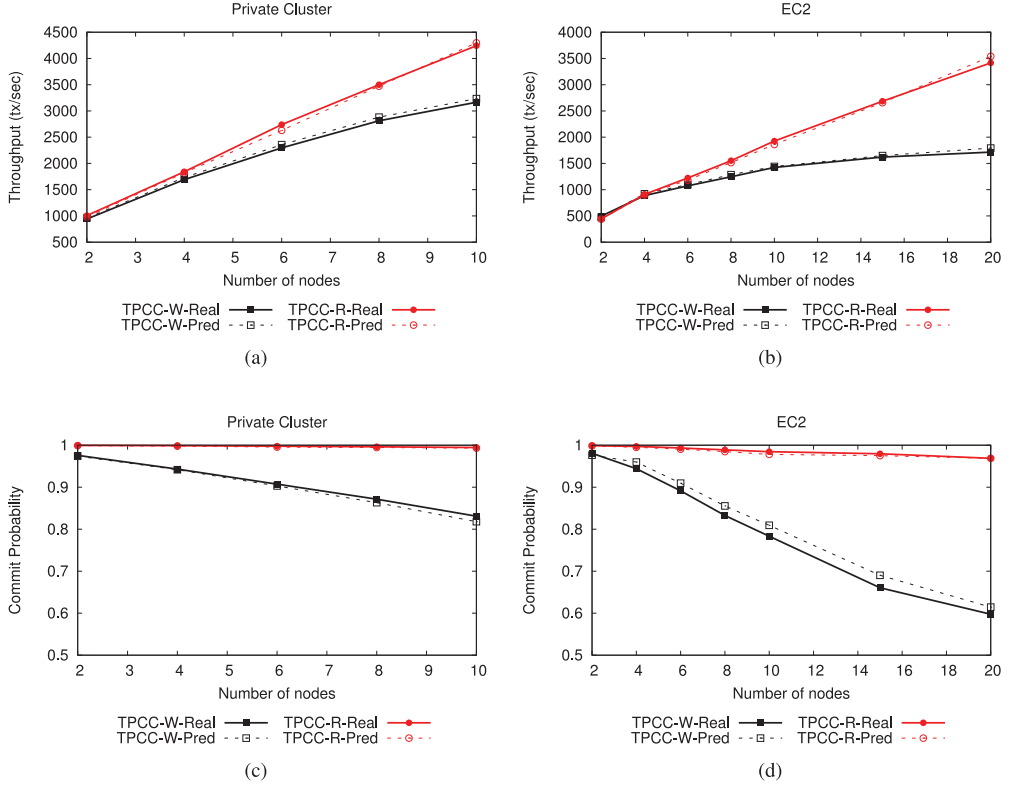 Private Cluster
Throughput (tx/sec)
4500
4000
3500
3000
2500
2000
1500
1000
500
2 3 4 5 6 7 8 9 10
Number of nodes
TPCC-W-Real TPCC-R-Real
TPCC-W-Pred TPCC-R-Pred
(a)
EC2
Throughput (tx/sec)
4000
3500
3000
2500
2000
1500
1000
500
0
2 4 6 8 10 12 14 16 18 20
Number of nodes
TPCC-W-Real TPCC-R-Real
TPCC-W-Pred TPCC-R-Pred
(b)
Private Cluster
Commit Probability
1
0.9
0.8
0.7
0.6
0.5
2 3 4 5 6 7 8 9 10
Number of nodes
TPCC-W-Real TPCC-R-Real
TPCC-W-Pred TPCC-R-Pred
(c)
EC2
Commit Probability
1
0.9
0.8
0.7
0.6
0.5
2 4 6 8 10 12 14 16 18 20
Number of nodes
TPCC-W-Real TPCC-R-Real
TPCC-W-Pred TPCC-R-Pred
(d)